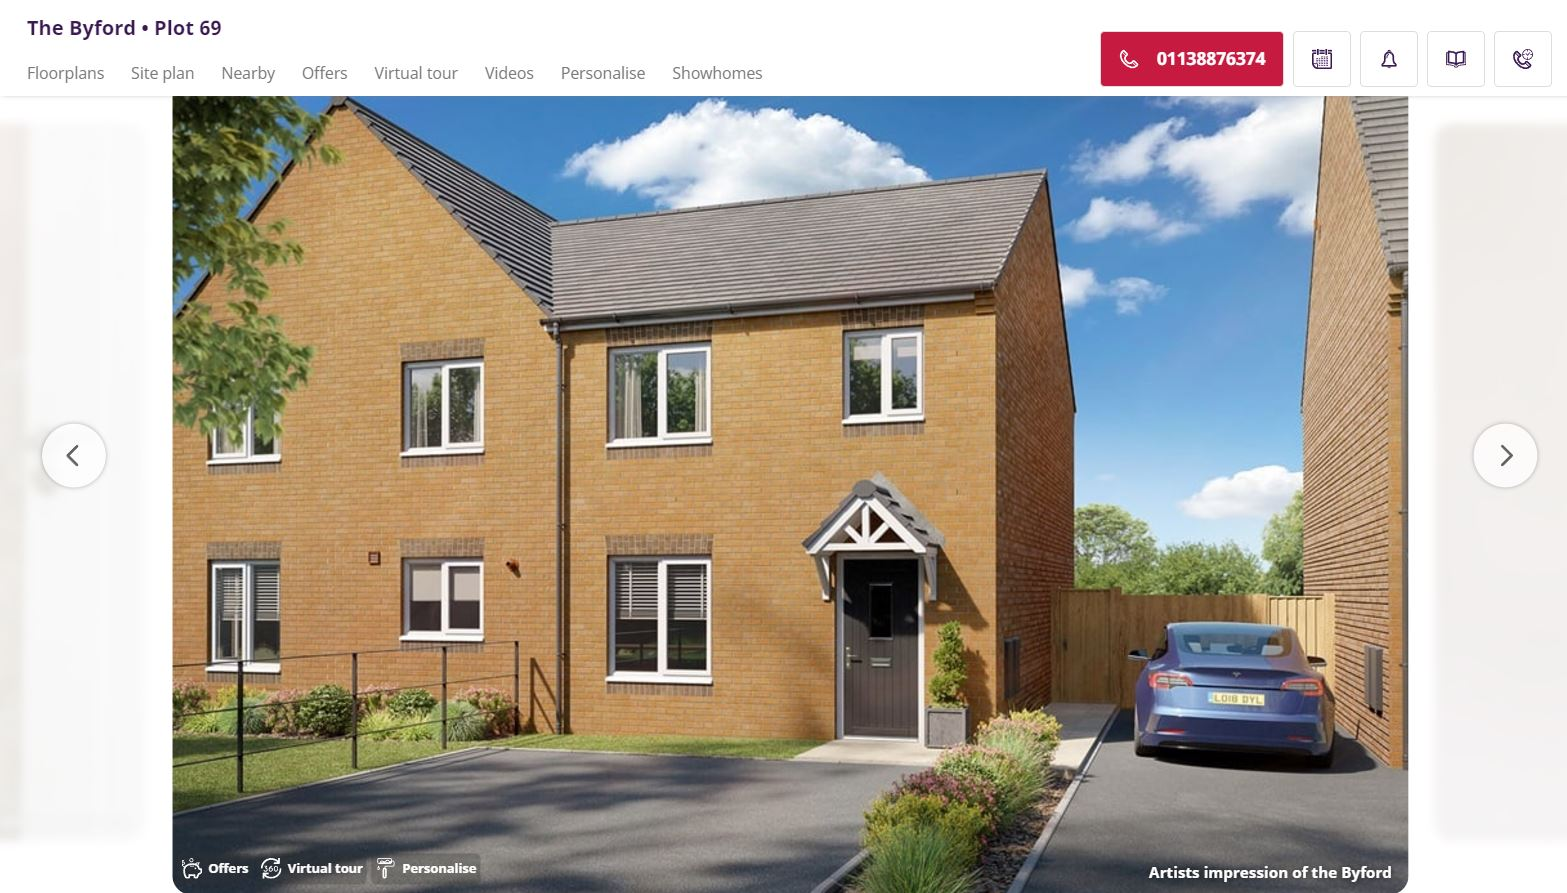 The Byford • Plot 69
Floorplans Site plan Nearby Offers Virtual tour Videos Personalise Showhomes
01138876374
LO18 DYL
360
Offers Virtual tour Personalise
Artists impression of the Byford